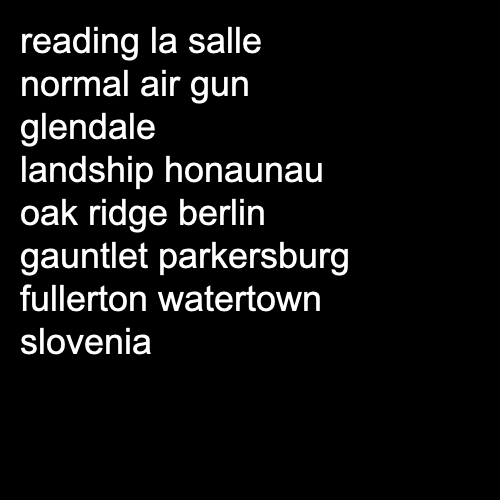 reading la salle
normal air gun
glendale
landship honaunau
oak ridge berlin
gauntlet parkersburg
fullerton watertown
slovenia